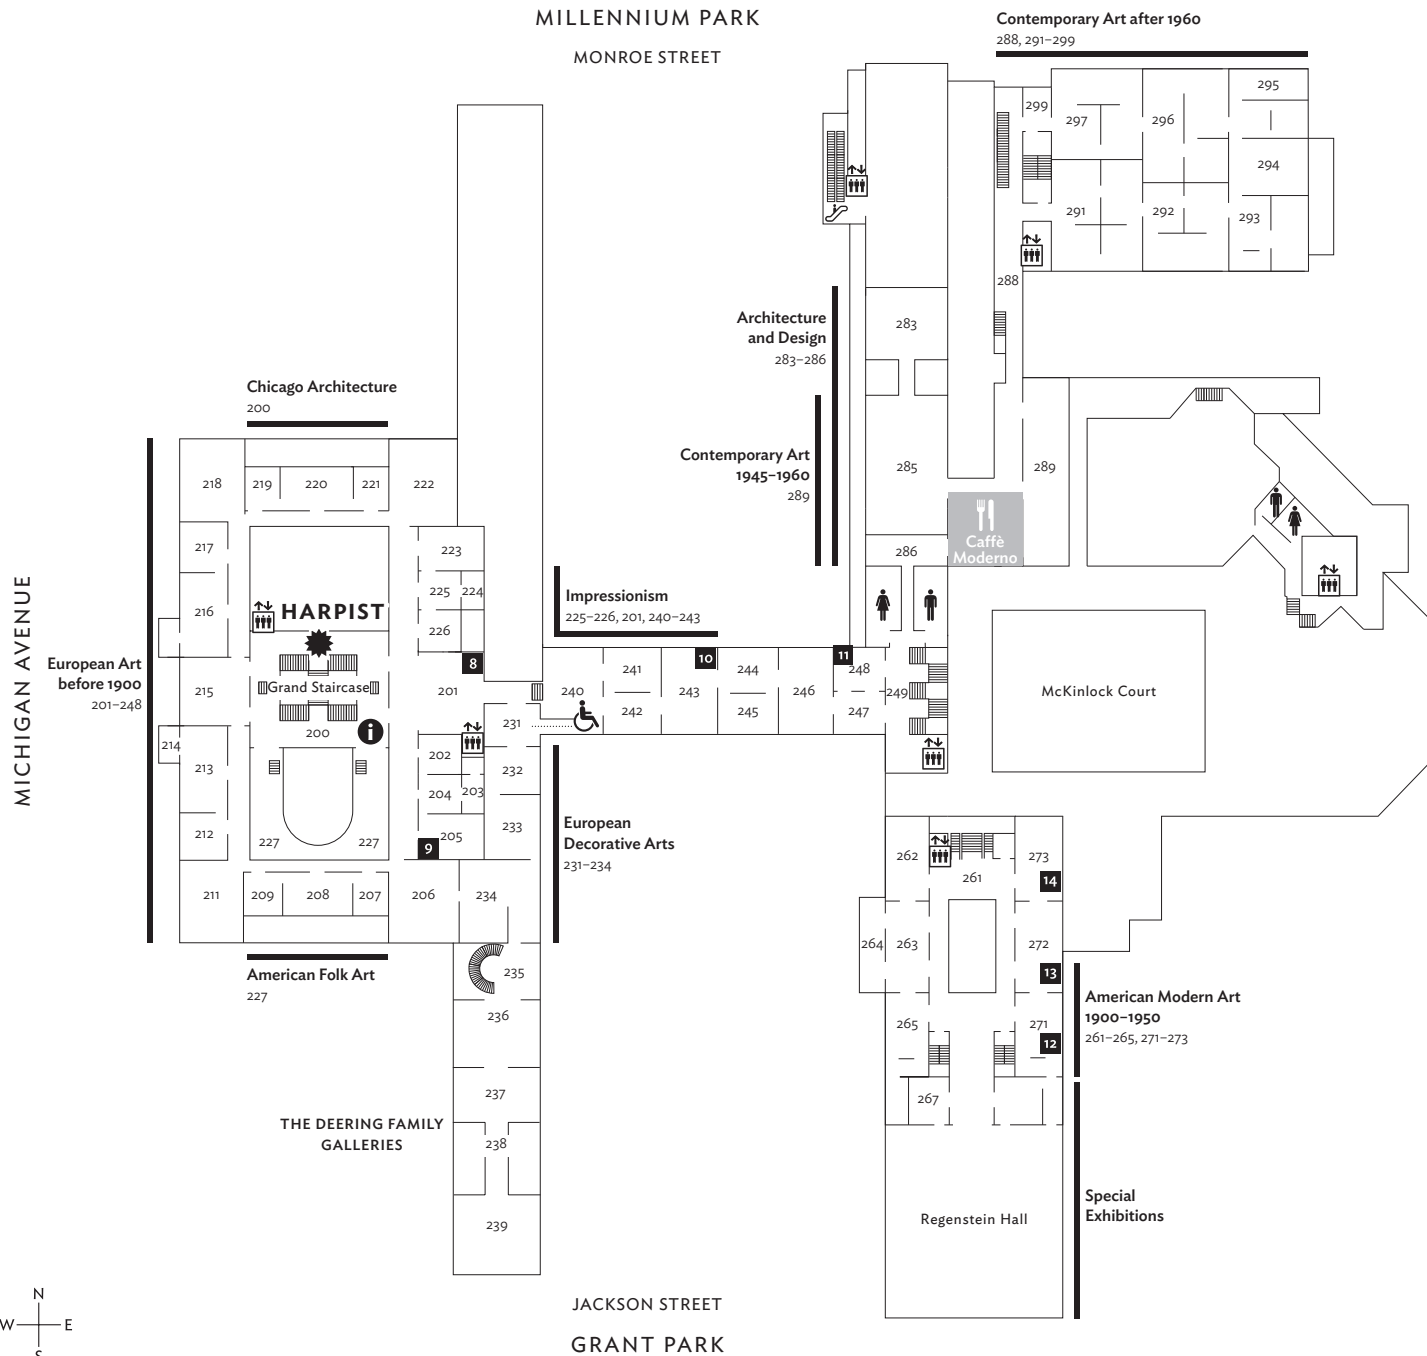 MILLENNIUM PARK
MONROE STREET
Contemporary Art after 1960
288, 291–299
299
297
296
295
294
291
292
293
288
Architecture
and Design
283–286
283
Chicago Architecture
200
Contemporary Art
1945–1960
289
285
289
218
219
220
221
222
217
223
286
Caffè
Moderno
225
224
216
HARPIST
226
Impressionism
225–226, 201, 240–243
MICHIGAN AVENUE
European Art
before 1900
201–248
215
Grand Staircase
201
8
240
241
10
244
11
248
243
246
249
242
245
247
McKinlock Court
214
200
i
231
213
202
232
204
203
212
227
227
205
9
233
European
Decorative Arts
231–234
262
261
273
14
211
209
208
207
206
234
264
263
272
13
American Folk Art
227
235
236
265
271
12
American Modern Art
1900–1950
261–265, 271–273
237
267
THE DEERING FAMILY
GALLERIES
238
239
Regenstein Hall
Special
Exhibitions
JACKSON STREET
GRANT PARK
N
W
E
S